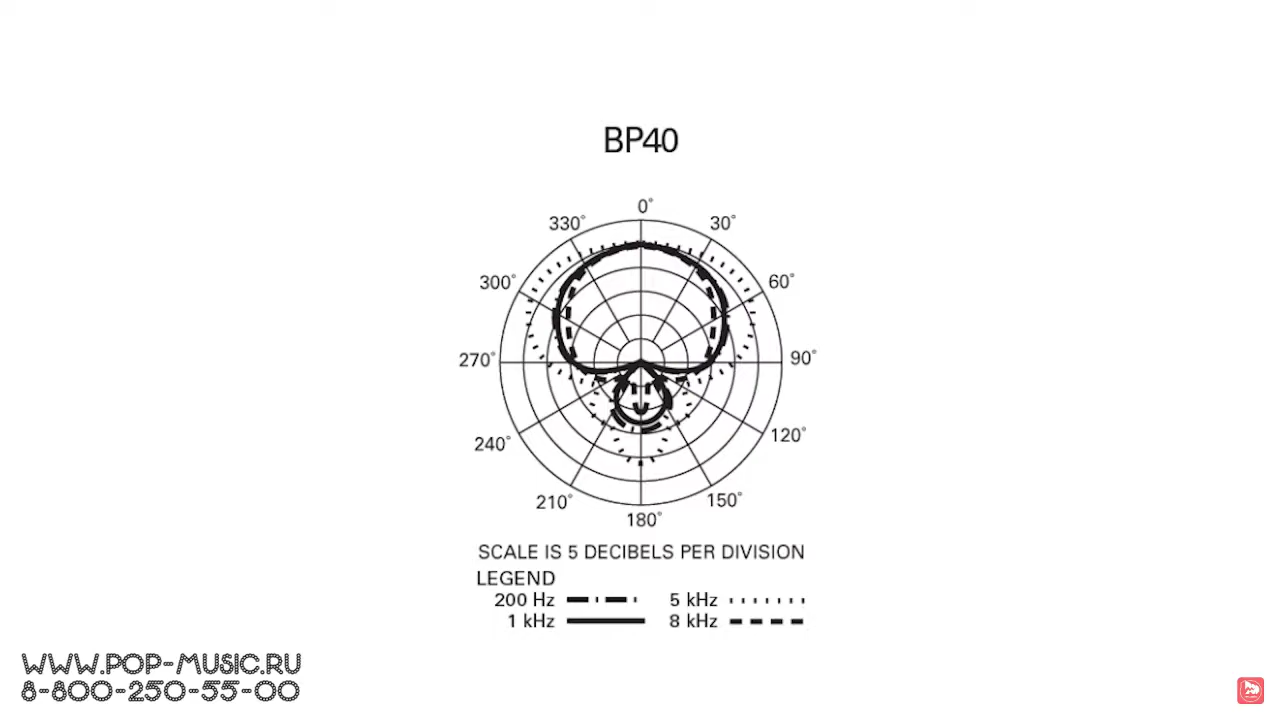 BP40
0°
330° 30°
300° 60°
270° 90°
240° 120°
210° 150°
180°
SCALE IS 5 DECIBELS PER DIVISION
LEGEND
200 Hz 5 kHz
1 kHz 8 kHz
WWW.POP-MUSIC.RU
8-800-250-55-00